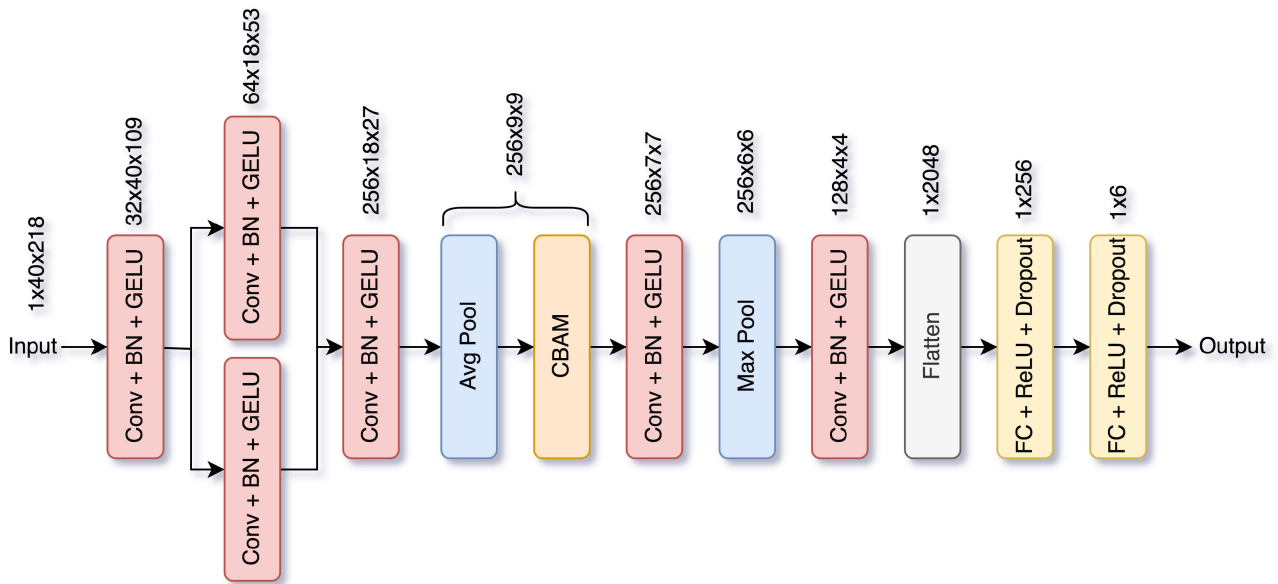 Input
1x40x218
Conv + BN + GELU
32x40x109
Conv + BN + GELU
64x18x53
Conv + BN + GELU
Conv + BN + GELU
256x18x27
Avg Pool
CBAM
256x9x9
Conv + BN + GELU
256x7x7
Max Pool
256x6x6
Conv + BN + GELU
128x4x4
Flatten
1x2048
FC + ReLU + Dropout
1x256
FC + ReLU + Dropout
1x6
Output